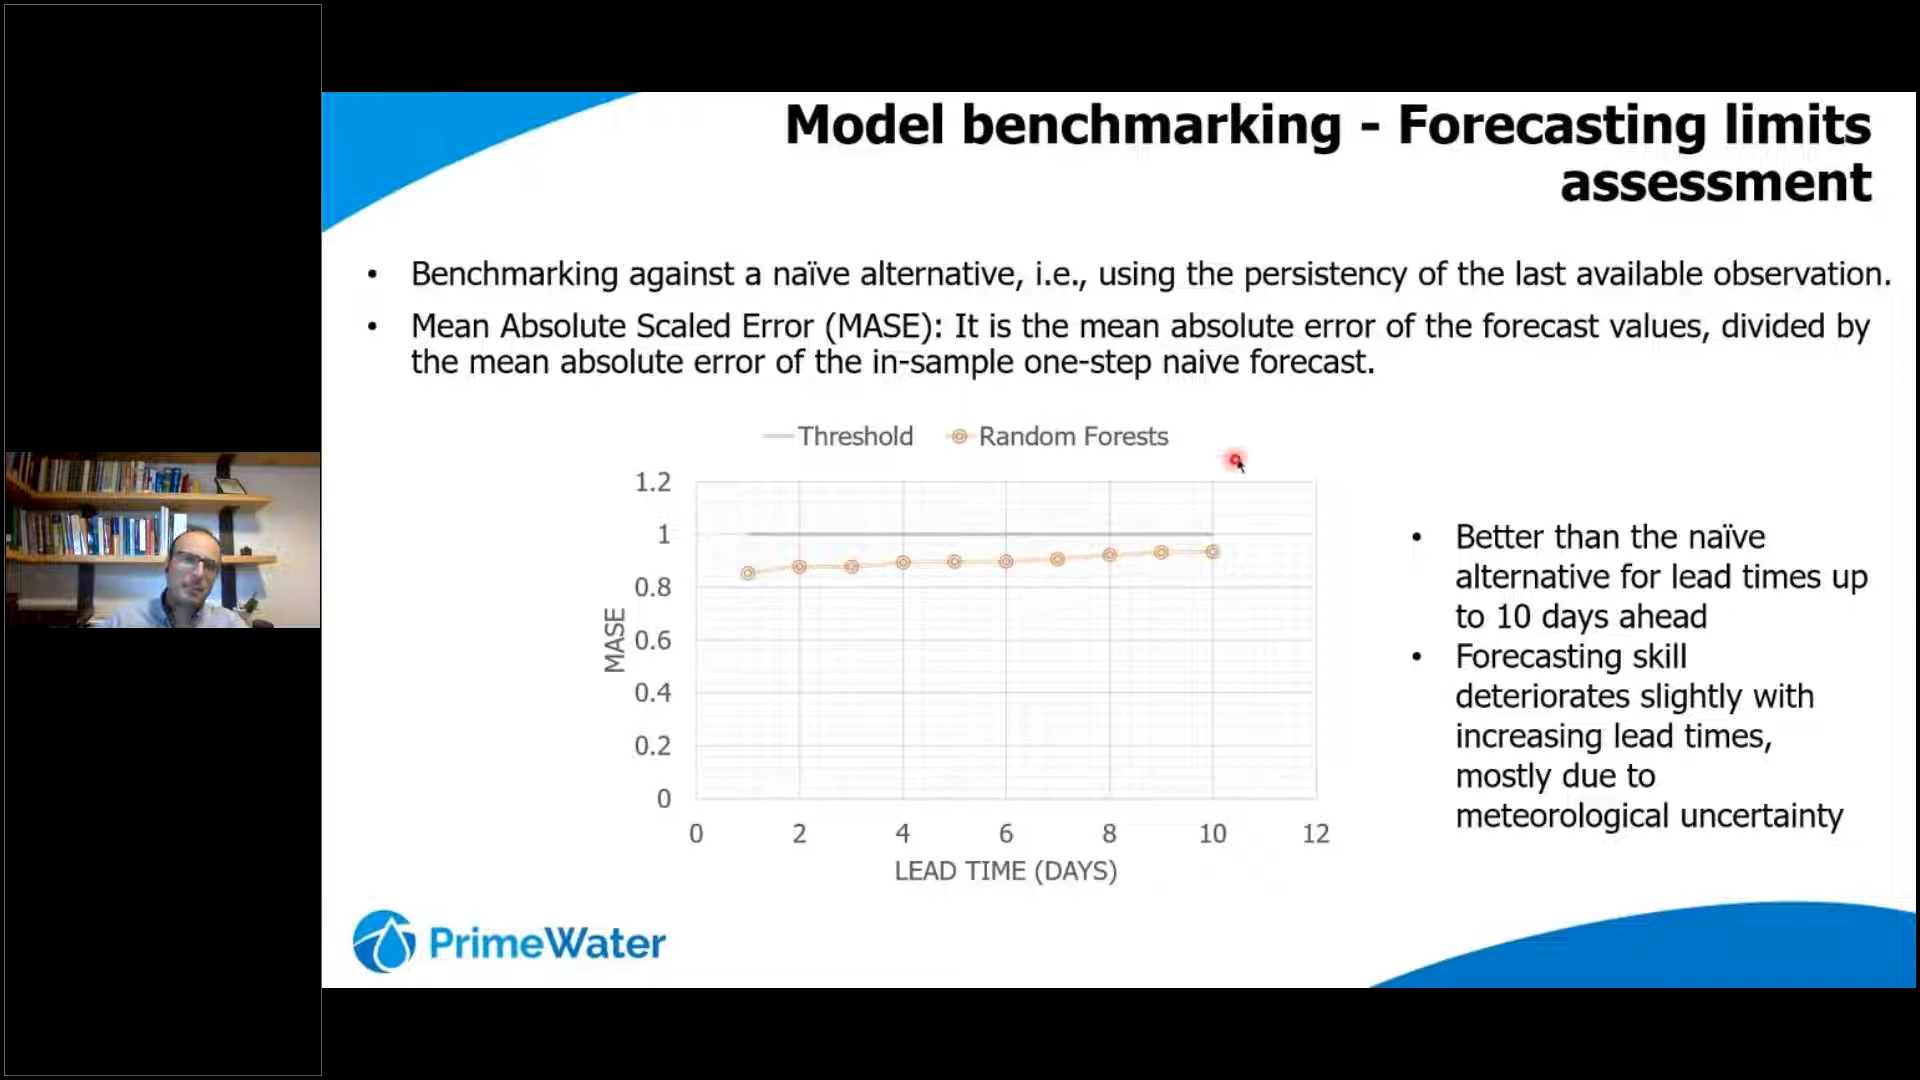 Model benchmarking - Forecasting limits
assessment
• Benchmarking against a naïve alternative, i.e., using the persistency of the last available observation.
• Mean Absolute Scaled Error (MASE): It is the mean absolute error of the forecast values, divided by
the mean absolute error of the in-sample one-step naive forecast.
Threshold Random Forests
1.2
1
0.8
0.6
0.4
0.2
0
MASE
0 2 4 6 8 10 12
LEAD TIME (DAYS)
• Better than the naïve
alternative for lead times up
to 10 days ahead
• Forecasting skill
deteriorates slightly with
increasing lead times,
mostly due to
meteorological uncertainty
PrimeWater